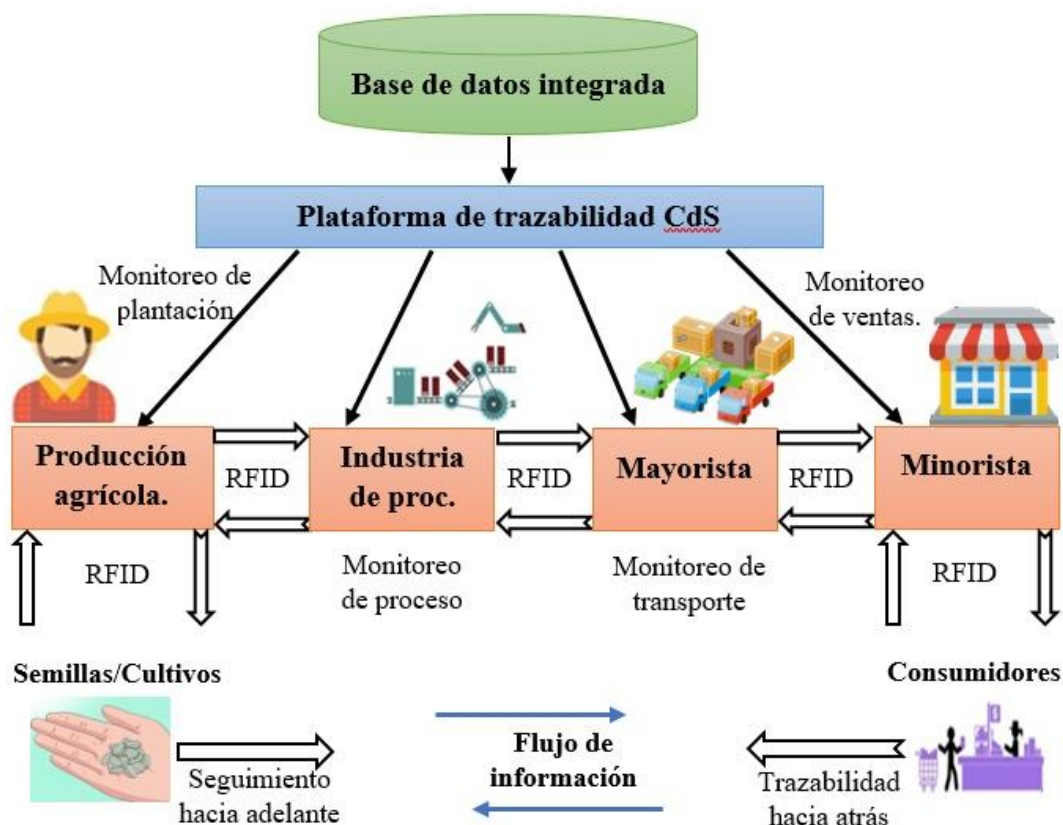 Base de datos integrada
Plataforma de trazabilidad CdS
Monitoreo de
plantación
Monitoreo
de ventas.
Producción
agrícola.
RFID
Industria
de proc.
RFID
Mayorista
RFID
Minorista
RFID
Monitoreo
de proceso
Monitoreo de
transporte
RFID
Semillas/Cultivos
Consumidores
Seguimiento
hacia adelante
Flujo de
información
Trazabilidad
hacia atrás